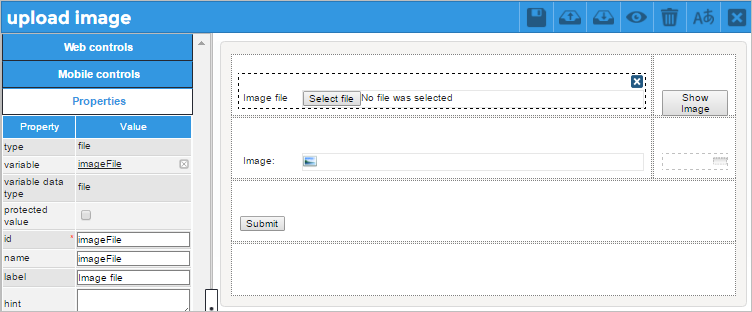 upload image
Aあ
Web controls
Mobile controls
Properties
Property Value
type file
variable imageFile
variable data type file
protected value
id * imageFile
name imageFile
label Image file
hint
Image file Select file No file was selected
Show Image
Image:
Submit